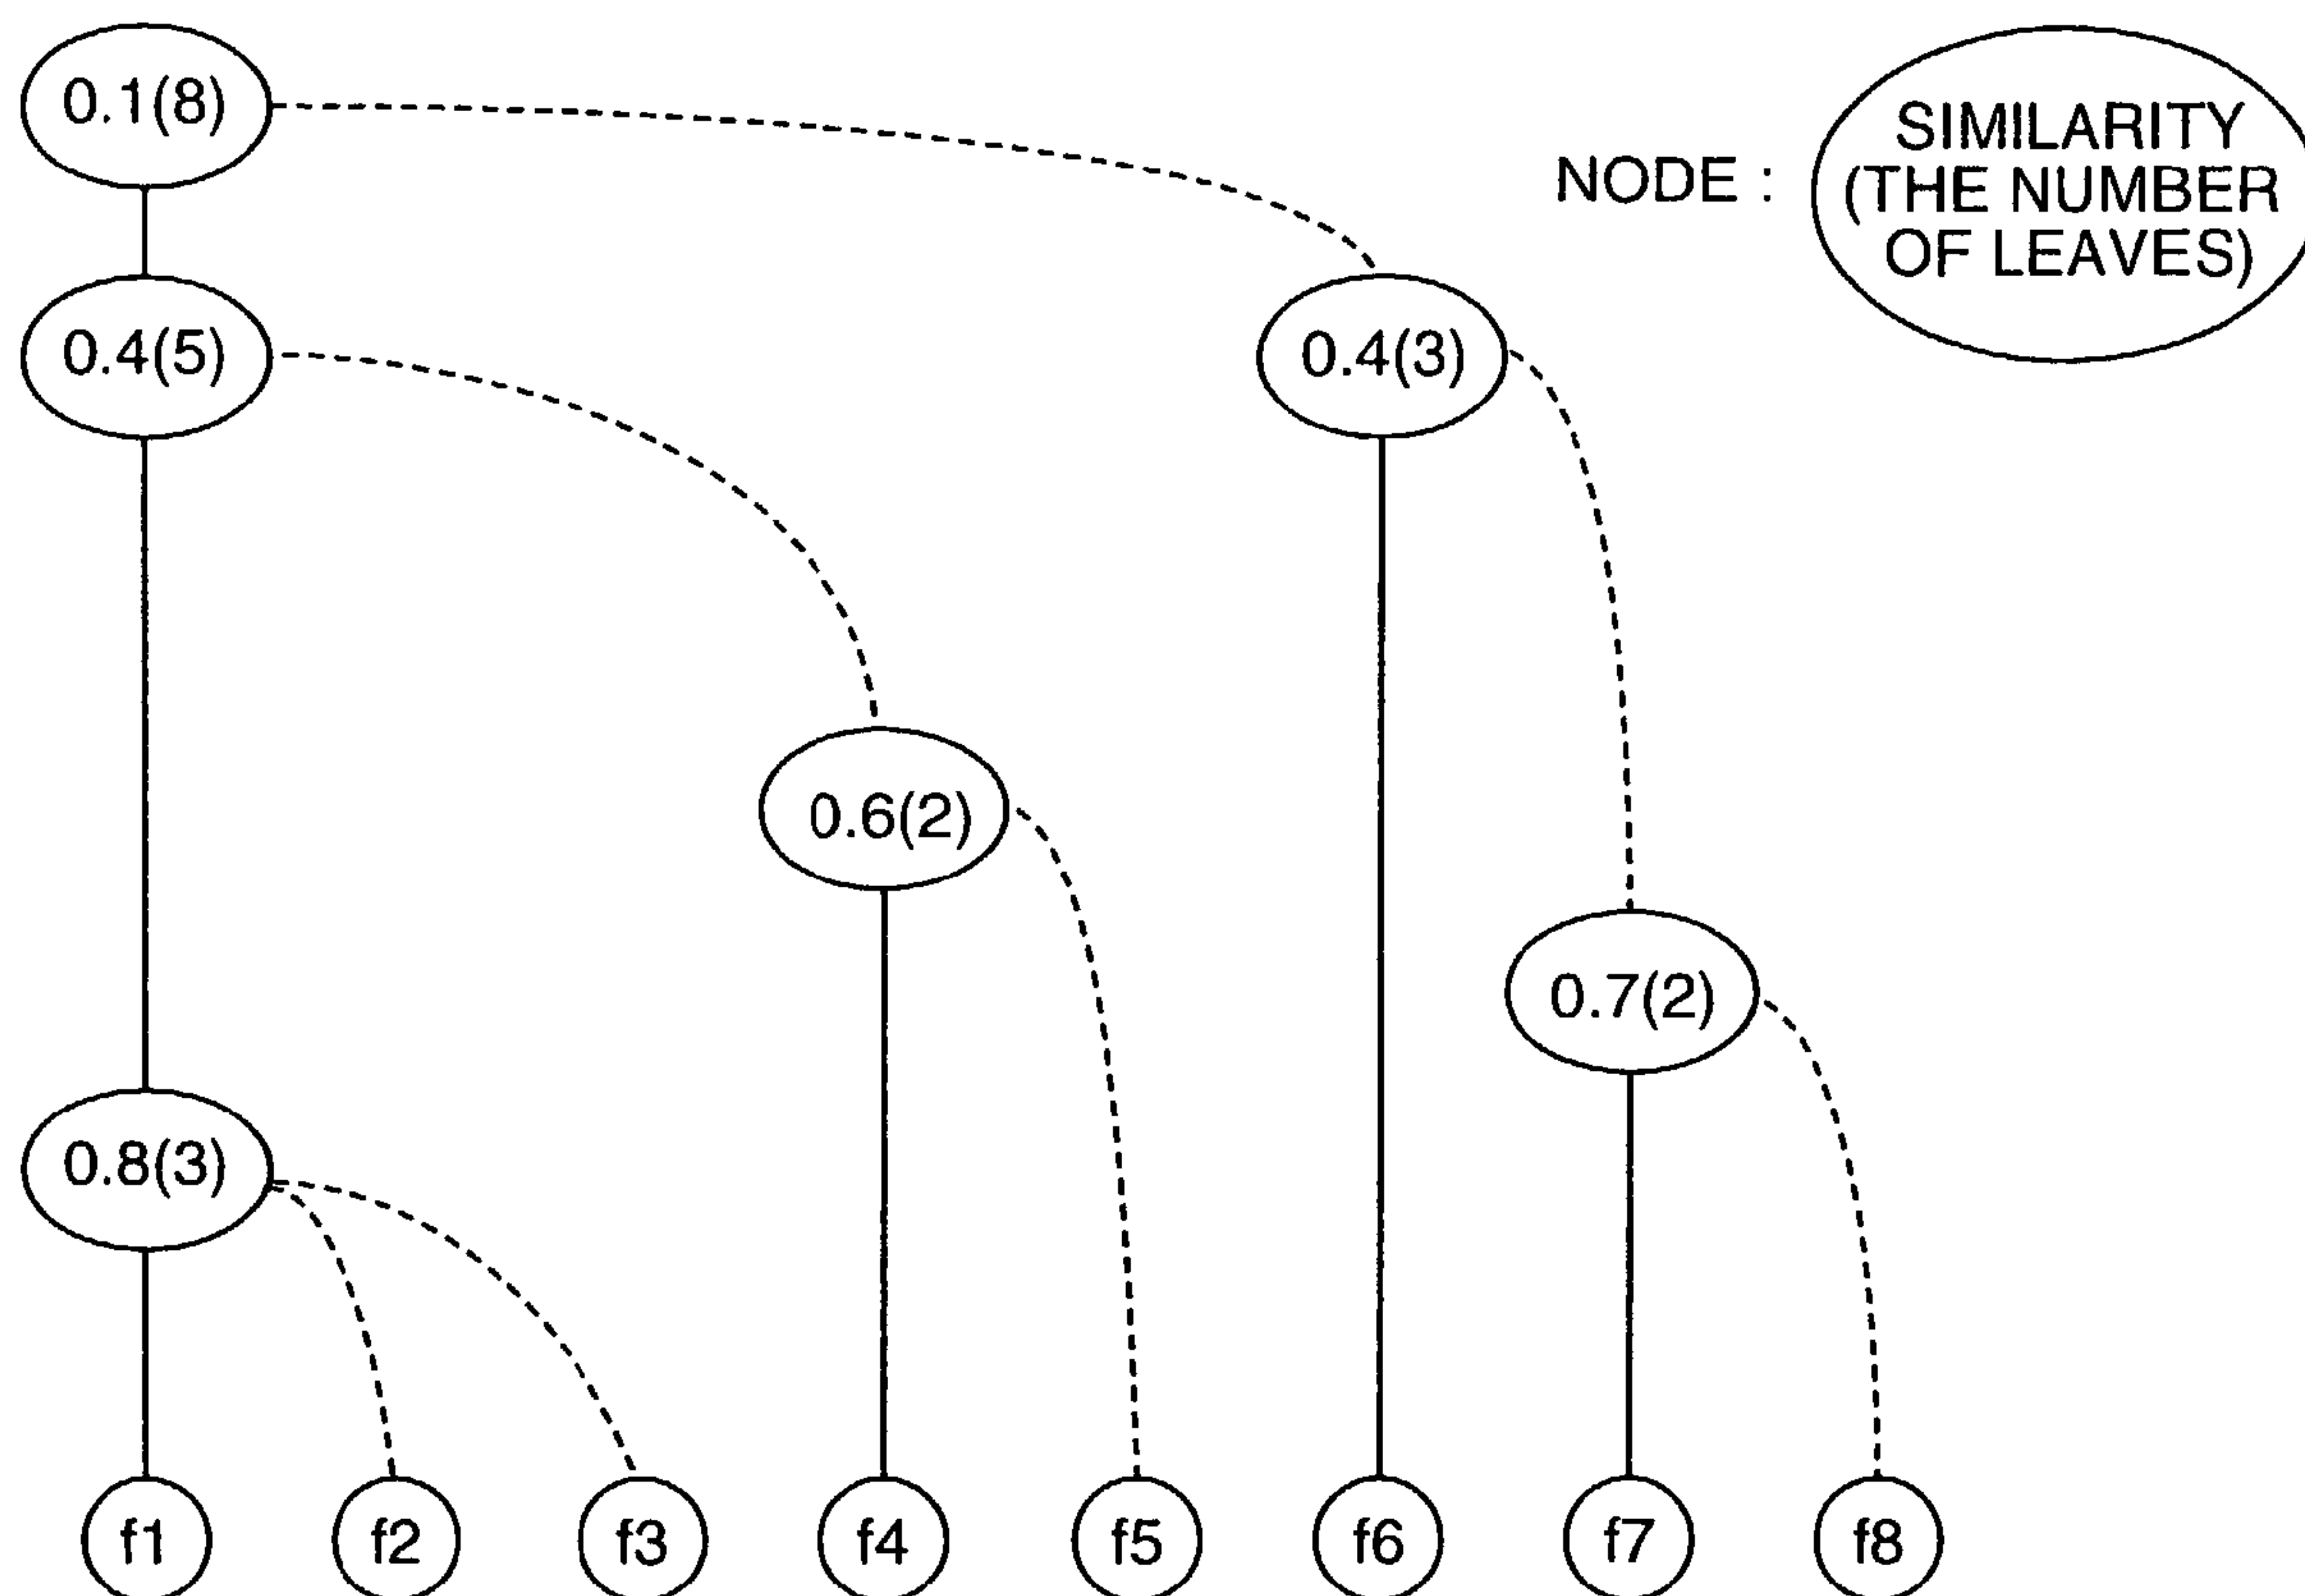 0.1(8)
NODE :
SIMILARITY
(THE NUMBER
OF LEAVES)
0.4(5)
0.4(3)
0.6(2)
0.7(2)
0.8(3)
f1
f2
f3
f4
f5
f6
f7
f8